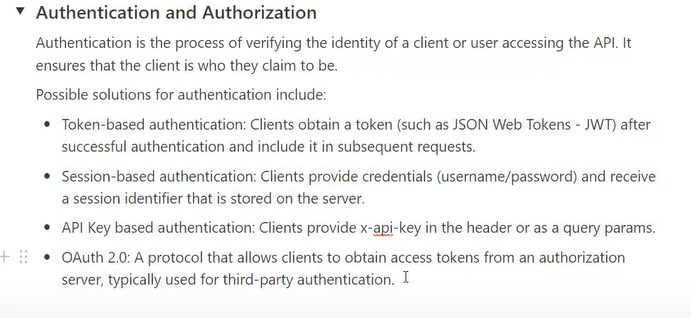 Authentication and Authorization
Authentication is the process of verifying the identity of a client or user accessing the API. It
ensures that the client is who they claim to be.
Possible solutions for authentication include:
• Token-based authentication: Clients obtain a token (such as JSON Web Tokens - JWT) after
successful authentication and include it in subsequent requests.
• Session-based authentication: Clients provide credentials (username/password) and receive
a session identifier that is stored on the server.
• API Key based authentication: Clients provide x-api-key in the header or as a query params.
• OAuth 2.0: A protocol that allows clients to obtain access tokens from an authorization
server, typically used for third-party authentication.